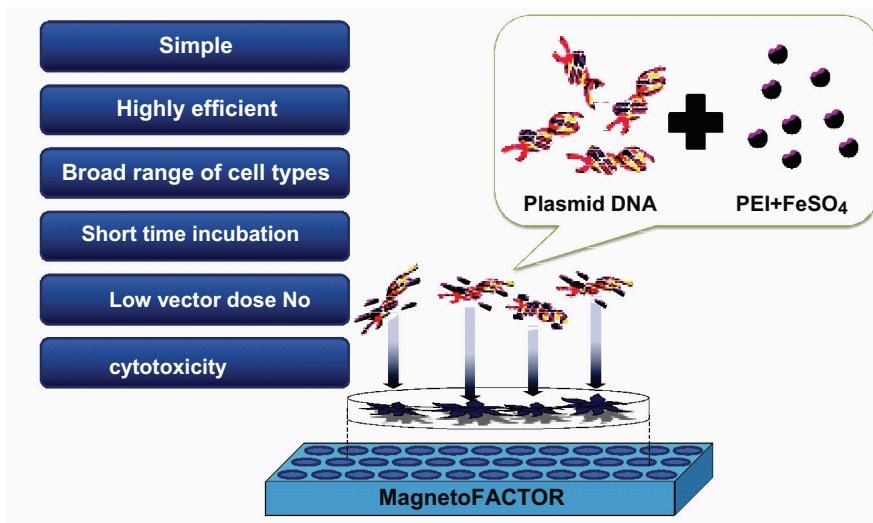 Simple
Highly efficient
Broad range of cell types
Short time incubation
Low vector dose No
cytotoxicity
Plasmid DNA
PEI+FeSO₄
MagnetoFACTOR